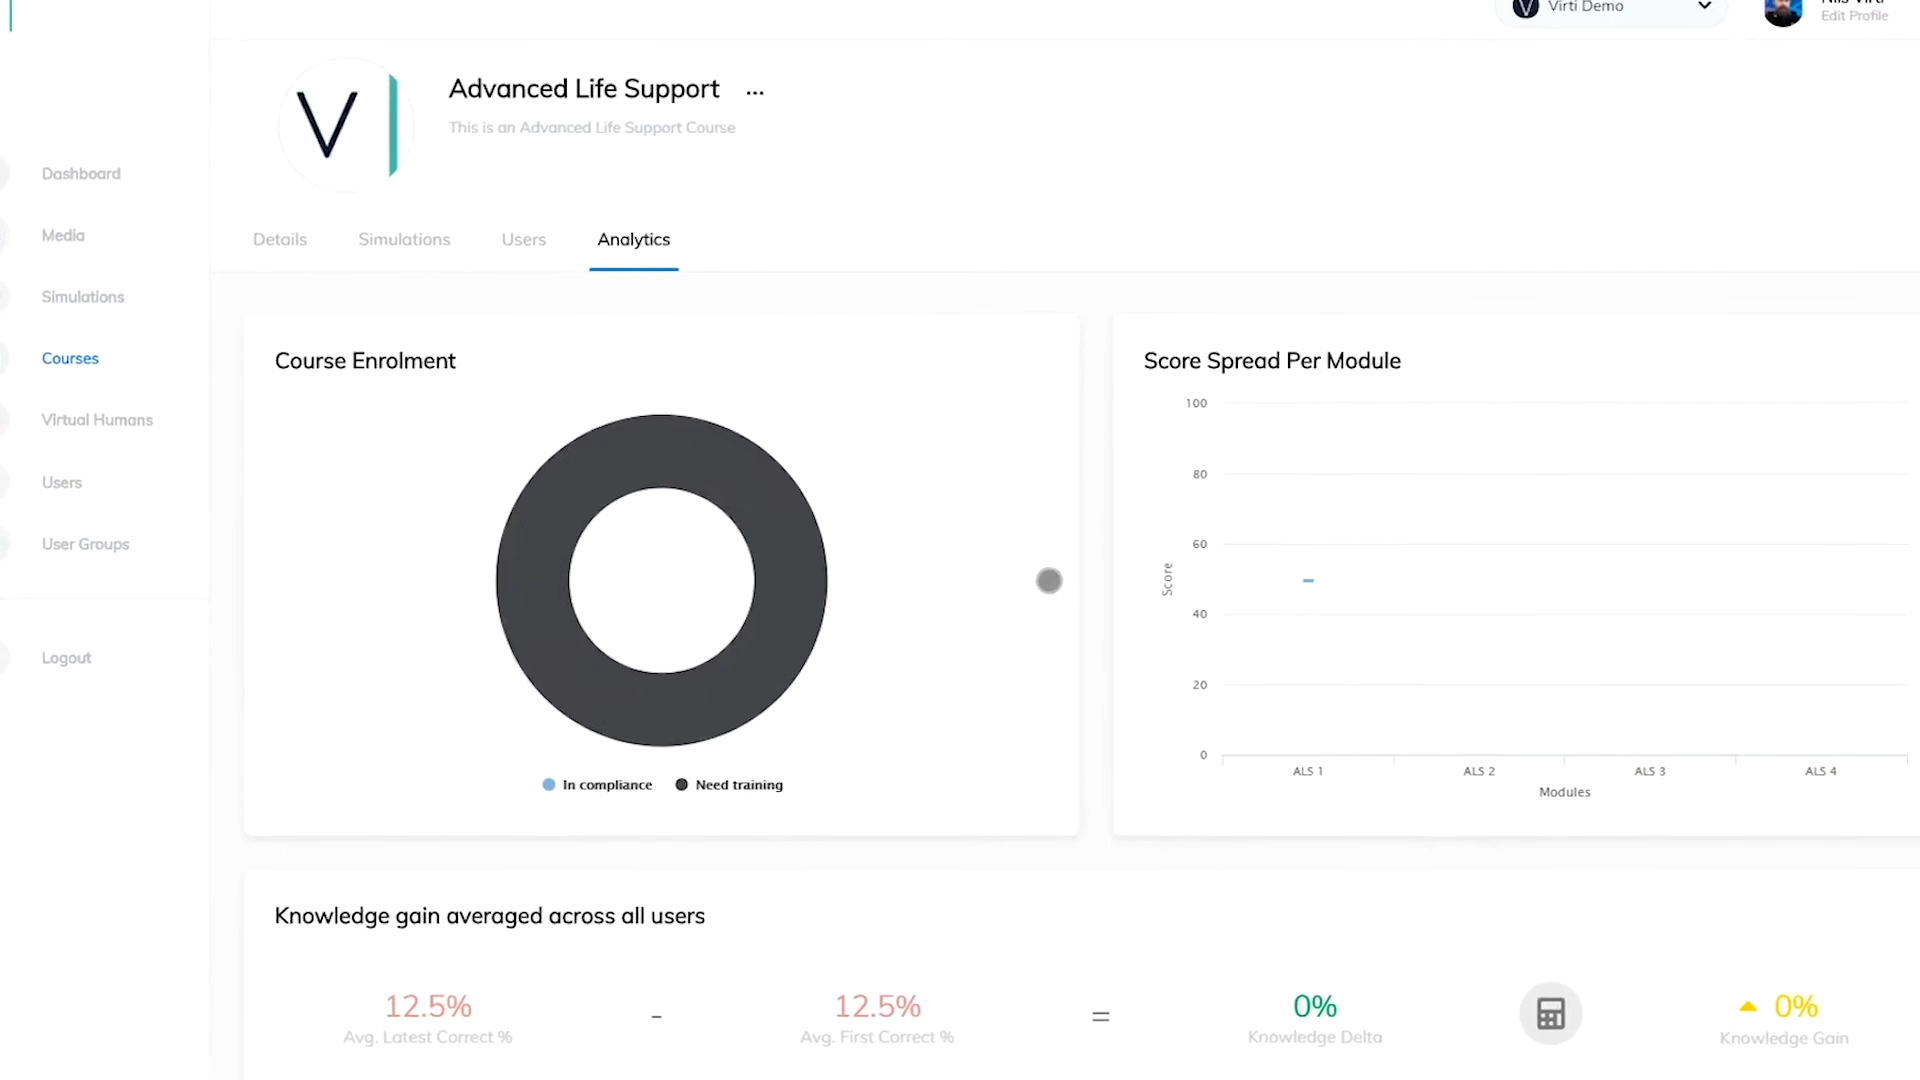 Virti Demo
Edit Profile
Advanced Life Support ...
This is an Advanced Life Support Course
Dashboard
Media
Simulations
Courses
Virtual Humans
Users
User Groups
Logout
Details
Simulations
Users
Analytics
Course Enrolment
In compliance
Need training
Score Spread Per Module
100
80
60
40
20
0
Score
ALS 1
ALS 2
ALS 3
ALS 4
Modules
Knowledge gain averaged across all users
12.5%
Avg. Latest Correct %
-
12.5%
Avg. First Correct %
=
0%
Knowledge Delta
0%
Knowledge Gain